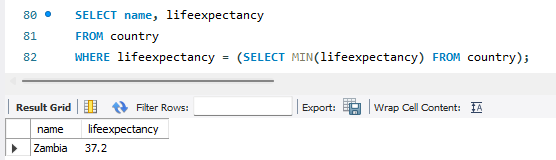 80 SELECT name, lifeexpectancy
81 FROM country
82 WHERE lifeexpectancy = (SELECT MIN(lifeexpectancy) FROM country);
Result Grid Filter Rows: Export: Wrap Cell Content: IA
name lifeexpectancy
Zambia 37.2